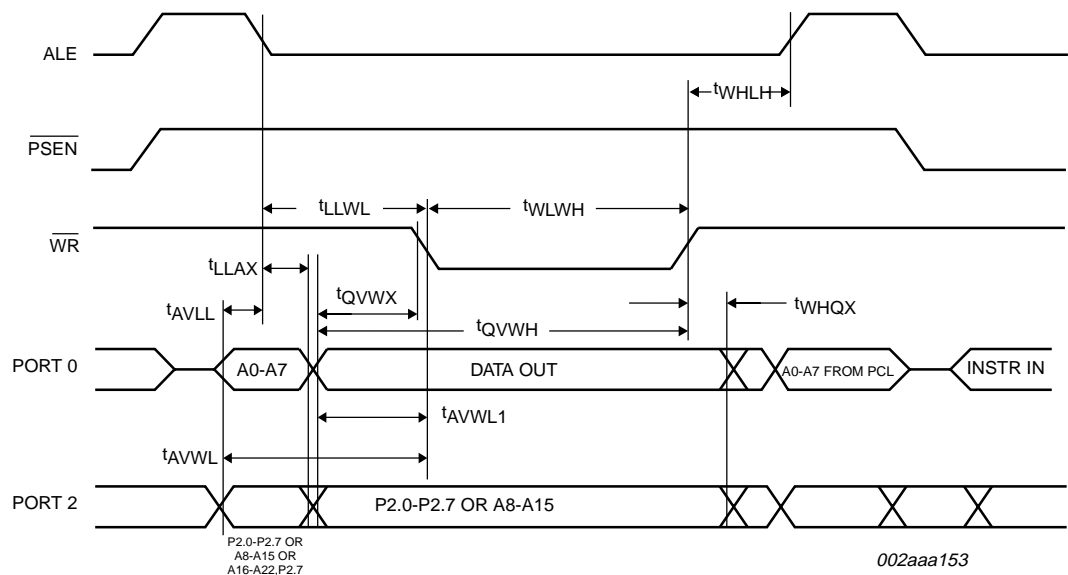 ALE
tWHLH
PSEN
tLLWL
tWLWH
WR
tLLAX
tAVLL
tQVWX
tWHQX
tQVWH
PORT 0
A0-A7
DATA OUT
A0-A7 FROM PCL
INSTR IN
tAVWL1
tAVWL
PORT 2
P2.0-P2.7 OR A8-A15
P2.0-P2.7 OR
A8-A15 OR
A16-A22,P2.7
002aaa153